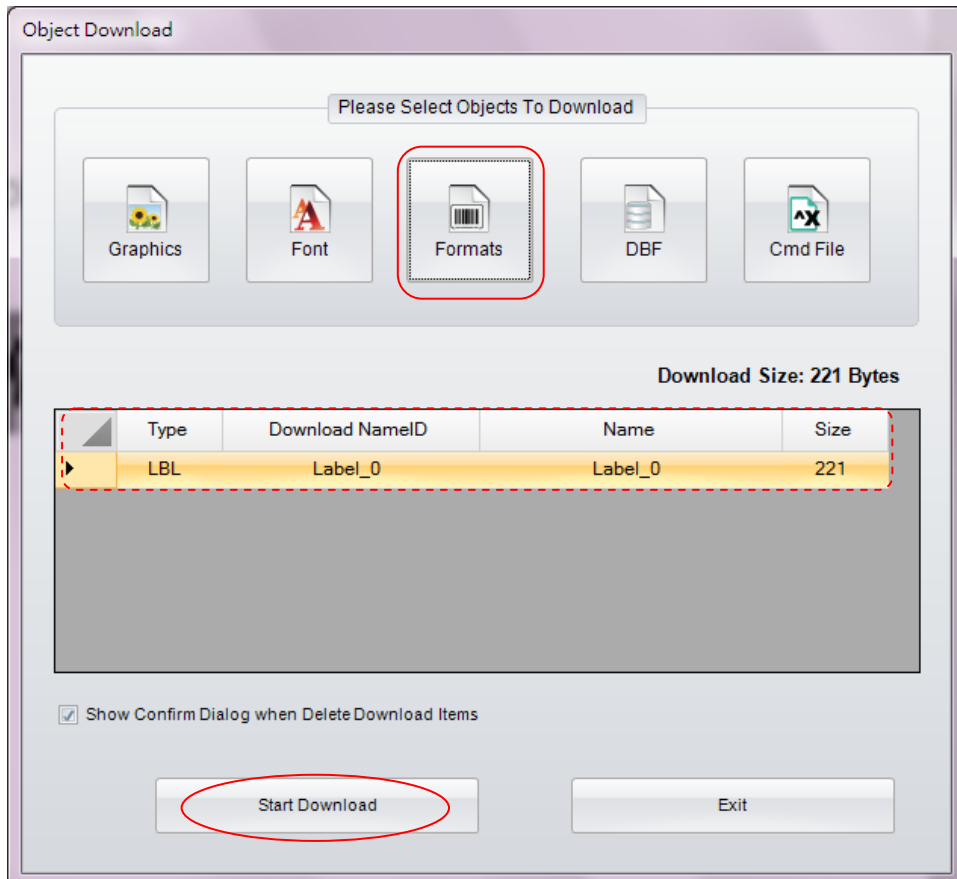 Object Download
Please Select Objects To Download
Graphics
Font
Formats
DBF
^X
Cmd File
Download Size: 221 Bytes
Type Download NameID Name Size
LBL Label_0 Label_0 221
Show Confirm Dialog when Delete Download Items
Start Download
Exit